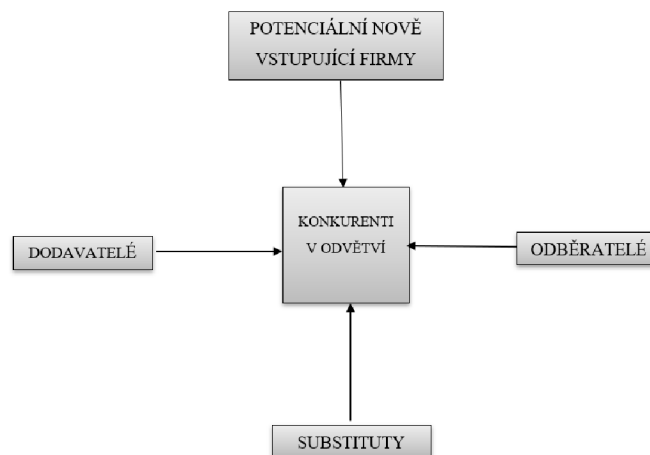 POTENCIÁLNÍ NOVĚ
VSTUPUJÍCÍ FIRMY
KONKURENTI
V ODVĚTVÍ
DODAVATELÉ
ODBĚRATELÉ
SUBSTITUTY